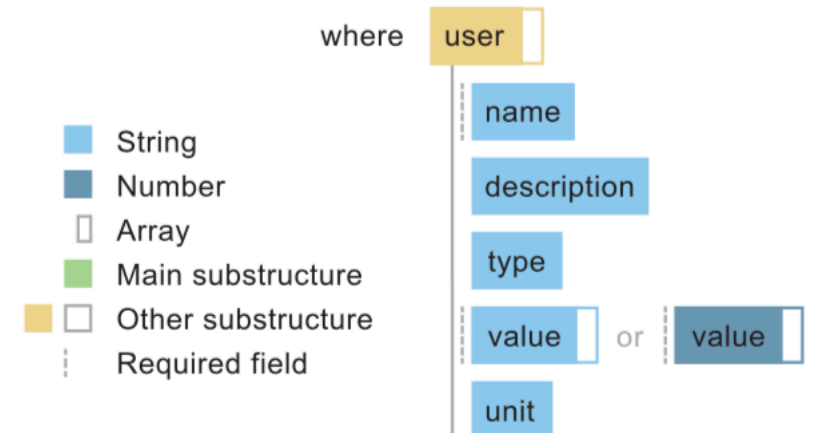 where user
name
description
type
value or value
unit
String
Number
Array
Main substructure
Other substructure
Required field